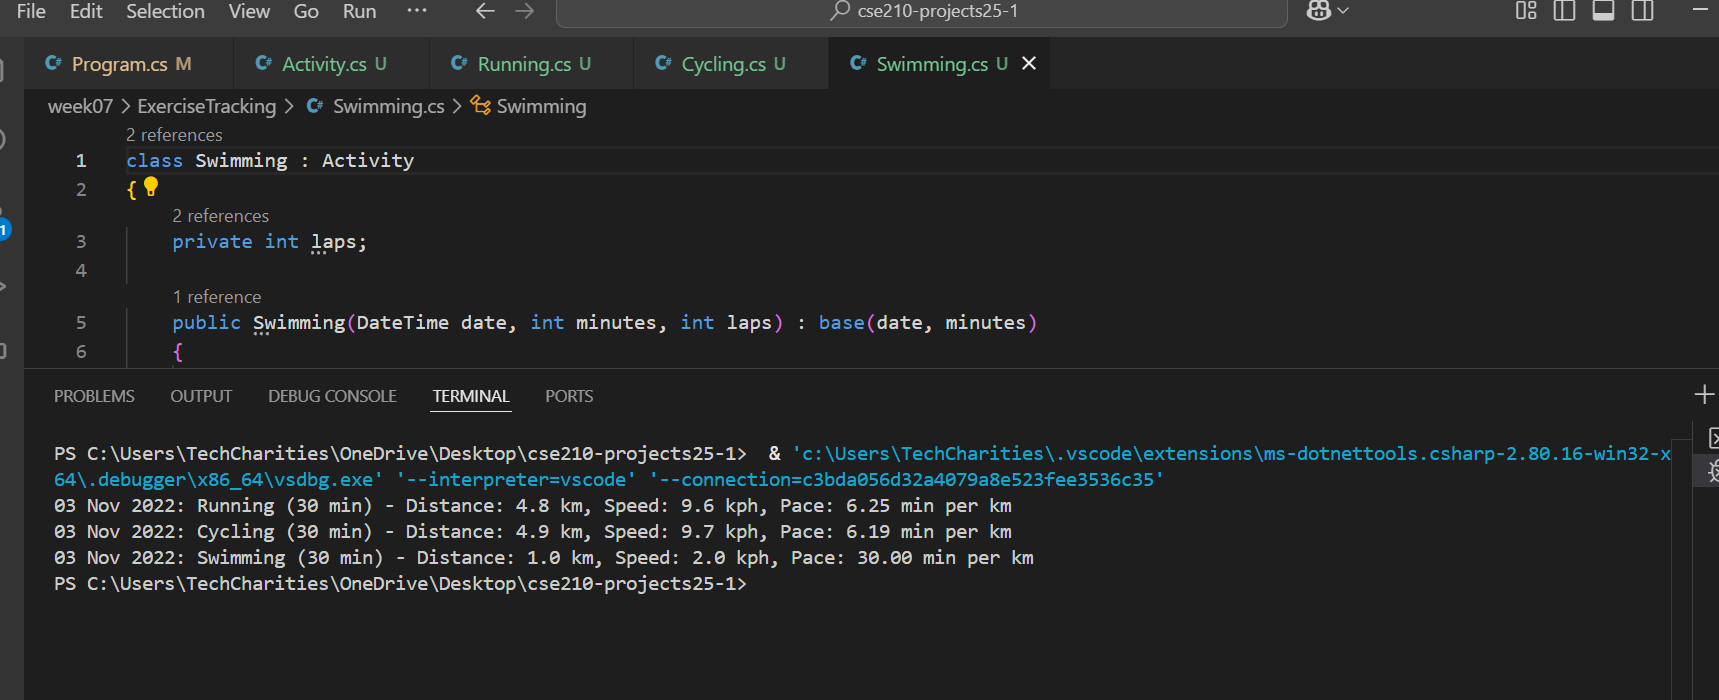 File Edit Selection View Go Run ··· ← → cse210-projects25-1
C# Program.cs M C# Activity.cs U C# Running.cs U C# Cycling.cs U C# Swimming.cs U ×
week07 > ExerciseTracking > C# Swimming.cs > Swimming
2 references
1 class Swimming : Activity
2 {
2 references
3 private int laps;
4
1 reference
5 public Swimming(DateTime date, int minutes, int laps) : base(date, minutes)
6 {
1
PROBLEMS OUTPUT DEBUG CONSOLE TERMINAL PORTS
PS C:\Users\TechCharities\OneDrive\Desktop\cse210-projects25-1> & 'c:\Users\TechCharities\.vscode\extensions\ms-dotnettools.csharp-2.80.16-win32-x
64\.debugger\x86_64\vsdbg.exe' '--interpreter=vscode' '--connection=c3bda056d32a4079a8e523fee3536c35'
03 Nov 2022: Running (30 min) - Distance: 4.8 km, Speed: 9.6 kph, Pace: 6.25 min per km
03 Nov 2022: Cycling (30 min) - Distance: 4.9 km, Speed: 9.7 kph, Pace: 6.19 min per km
03 Nov 2022: Swimming (30 min) - Distance: 1.0 km, Speed: 2.0 kph, Pace: 30.00 min per km
PS C:\Users\TechCharities\OneDrive\Desktop\cse210-projects25-1>